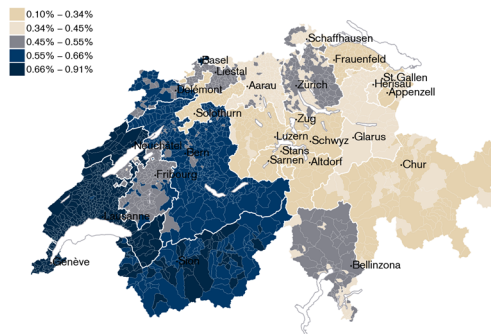 0.10% – 0.34%
0.34% – 0.45%
0.45% – 0.55%
0.55% – 0.66%
0.66% – 0.91%
Schaffhausen
Basel
Frauenfeld
Liestal
St.Gallen
Delémont
Aarau
Zürich
Herisau
Appenzell
Solothurn
Zug
Neuchâtel
Luzern
Schwyz
Glarus
Bern
Stans
Sarnen
Altdorf
Chur
Fribourg
Lausanne
Genève
Sion
Bellinzona